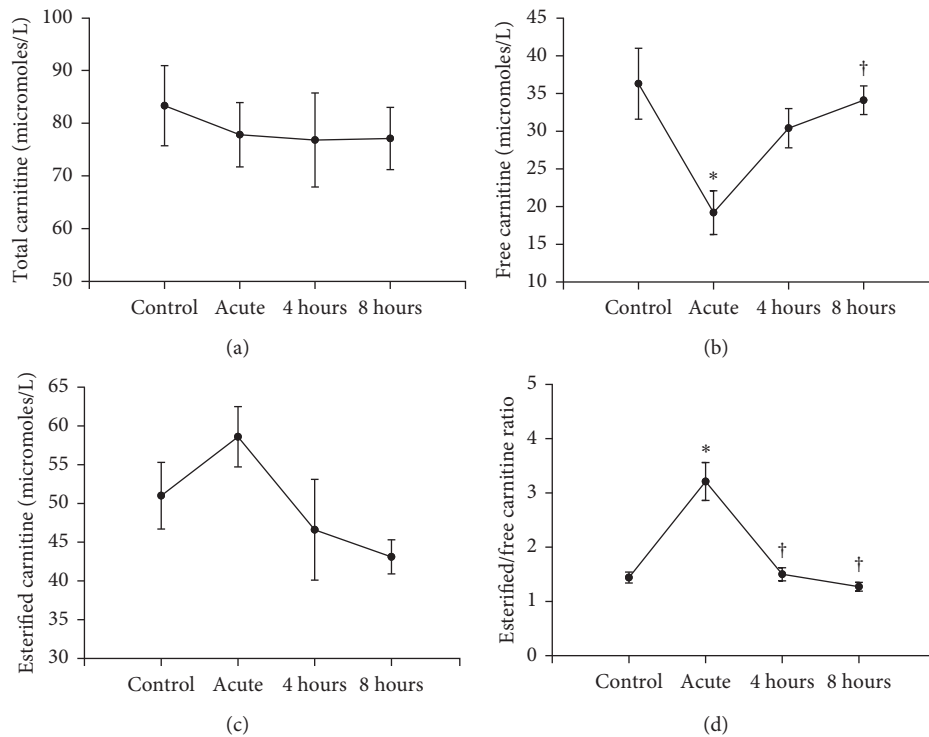 Total carnitine (micromoles/L)
100
90
80
70
60
50
Control Acute 4 hours 8 hours
(a)
Free carnitine (micromoles/L)
45
40
35
30
25
20
15
10
*
†
Control Acute 4 hours 8 hours
(b)
Esterified carnitine (micromoles/L)
65
60
55
50
45
40
35
30
Control Acute 4 hours 8 hours
(c)
Esterified/free carnitine ratio
5
4
3
2
1
0
*
†
†
Control Acute 4 hours 8 hours
(d)